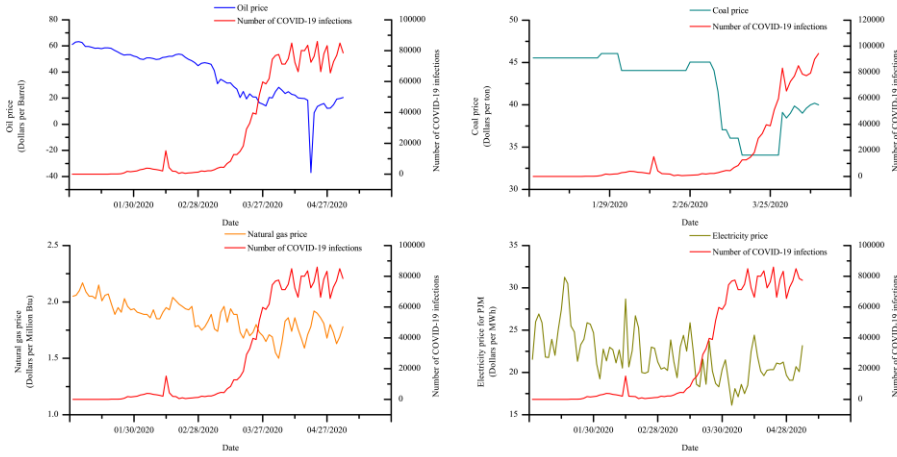 Oil price
Number of COVID-19 infections
80
60
40
20
0
-20
-40
100000
80000
60000
40000
20000
0
Oil price
(Dollars per Barrel)
Number of COVID-19 infections
01/30/2020
02/28/2020
03/27/2020
04/27/2020
Date
Coal price
Number of COVID-19 infections
50
45
40
35
30
120000
100000
80000
60000
40000
20000
0
Coal price
(Dollars per ton)
Number of COVID-19 infections
1/29/2020
2/26/2020
3/25/2020
Date
Natural gas price
Number of COVID-19 infections
2.5
2.0
1.5
1.0
100000
80000
60000
40000
20000
0
Natural gas price
(Dollars per Million Btu)
Number of COVID-19 infections
01/30/2020
02/28/2020
03/27/2020
04/27/2020
Date
Electricity price
Number of COVID-19 infections
35
30
25
20
15
100000
80000
60000
40000
20000
0
Electricity price for PJM
(Dollars per MWh)
Number of COVID-19 infections
01/30/2020
02/28/2020
03/30/2020
04/28/2020
Date